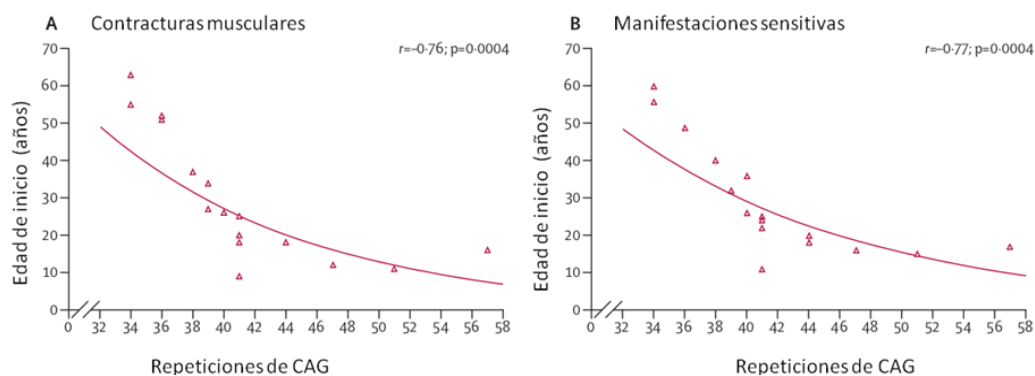 A Contracturas musculares
r=–0·76; p=0·0004
Edad de inicio (años)
70
60
50
40
30
20
10
0
0 32 34 36 38 40 42 44 46 48 50 52 54 56 58
Repeticiones de CAG
B Manifestaciones sensitivas
r=–0·77; p=0·0004
Edad de inicio (años)
70
60
50
40
30
20
10
0
0 32 34 36 38 40 42 44 46 48 50 52 54 56 58
Repeticiones de CAG